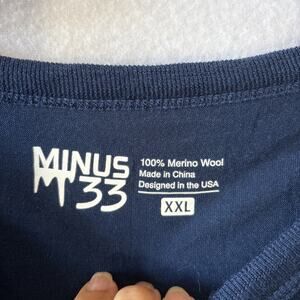 MINUS
33
100% Merino Wool
Made in China
Designed in the USA
XXL